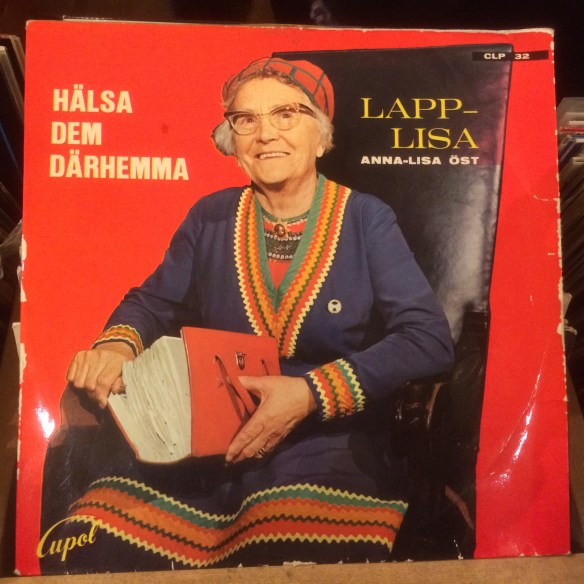 CLP 32
HÄLSA
DEM
DÄRHEMMA
LAPP-
LISA
ANNA-LISA ÖST
Cupol